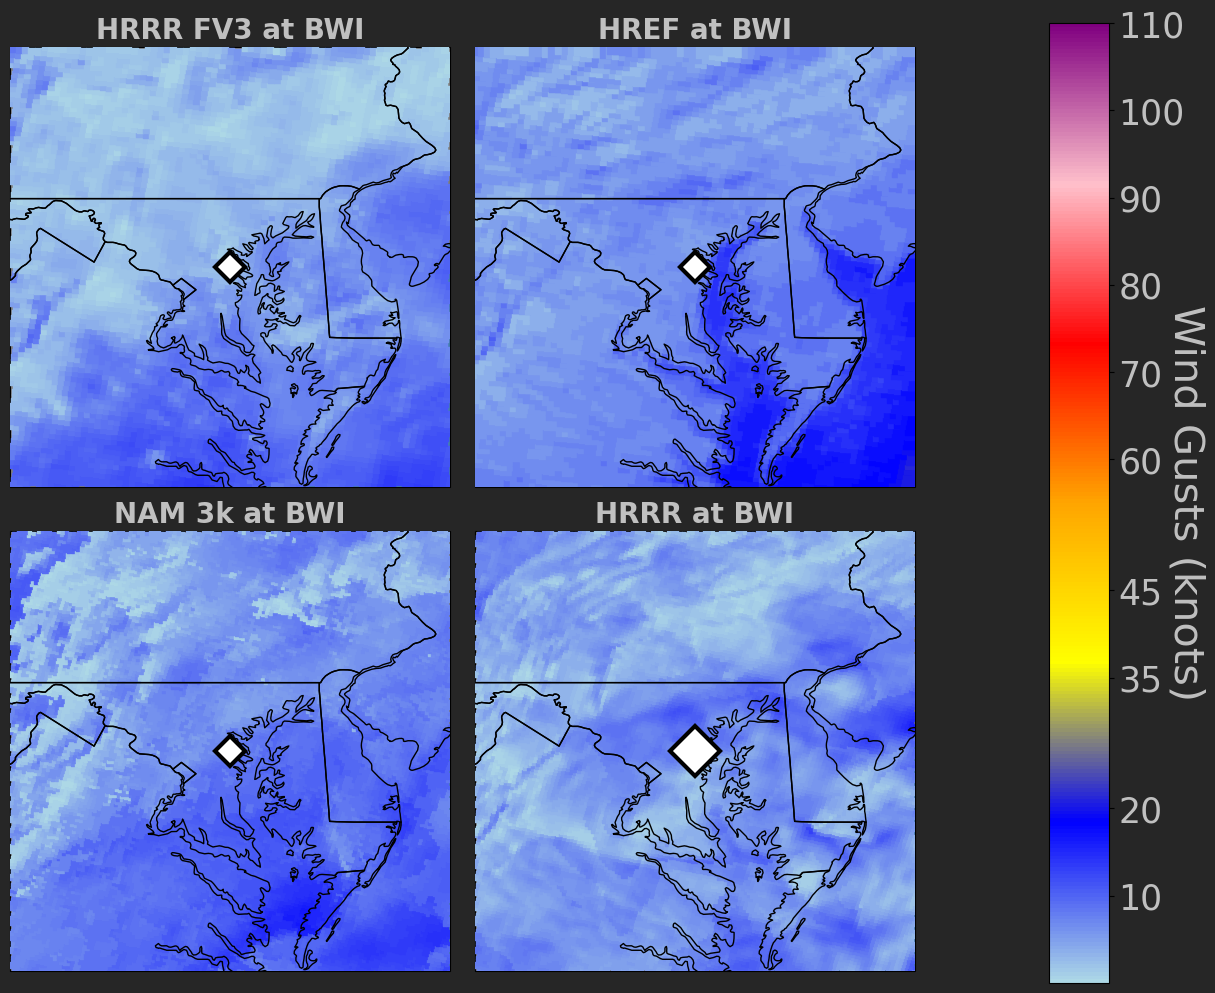 HRRR FV3 at BWI
HREF at BWI
NAM 3k at BWI
HRRR at BWI
110
100
90
80
70
60
45
35
20
10
Wind Gusts (knots)